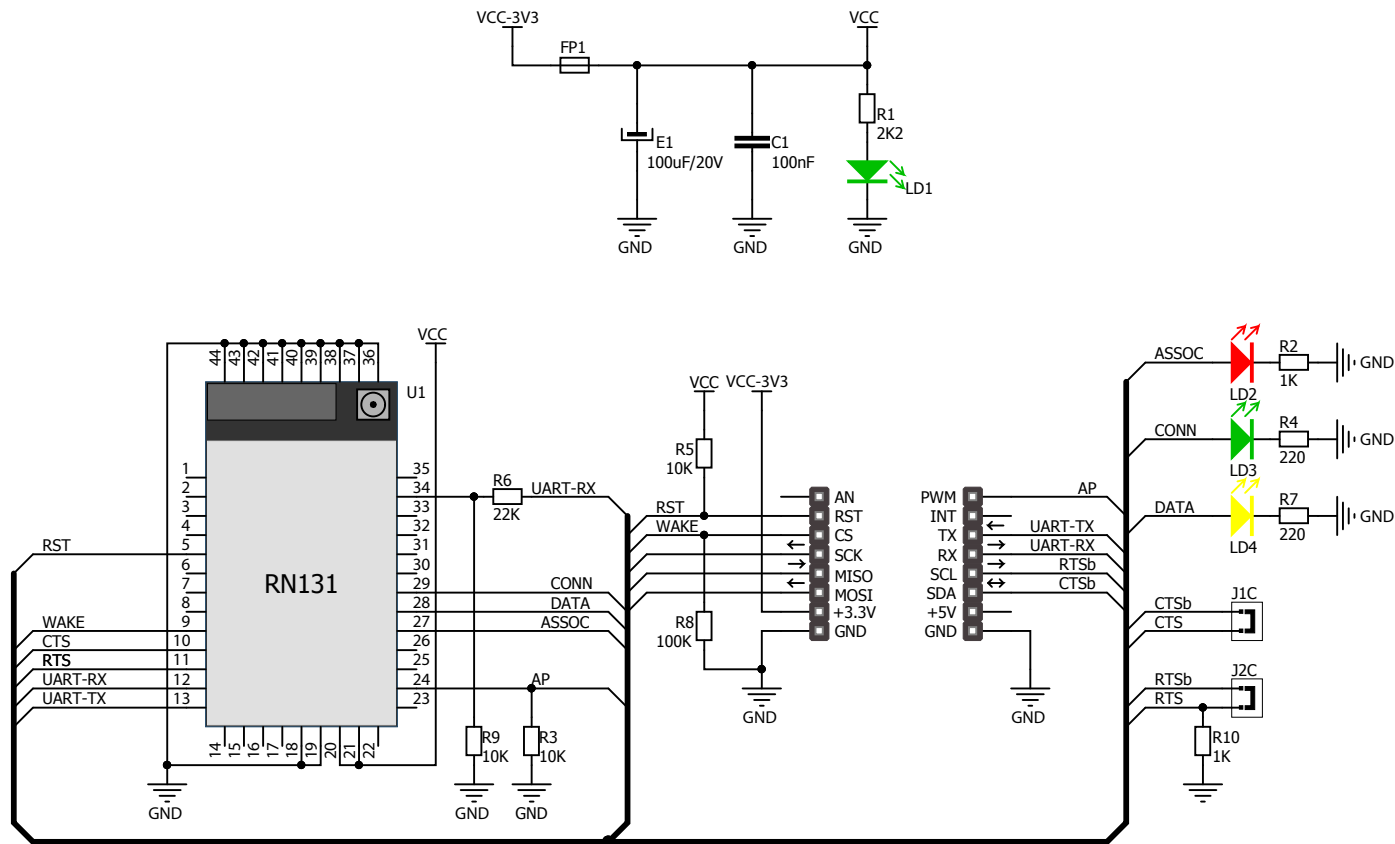 VCC-3V3
VCC
FP1
R1
2K2
E1
100uF/20V
C1
100nF
LD1
GND
GND
GND
VCC
44
43
42
41
40
39
38
37
36
U1
1
2
3
4
5
6
7
8
9
10
11
12
13
35
34
33
32
31
30
29
28
27
26
25
24
23
14
15
16
17
18
19
20
21
22
RN131
RST
WAKE
CTS
RTS
UART-RX
UART-TX
R6
22K
UART-RX
CONN
DATA
ASSOC
AP
R9
10K
R3
10K
GND
GND
GND
VCC
VCC-3V3
R5
10K
RST
WAKE
R8
100K
GND
AN
RST
CS
SCK
MISO
MOSI
+3.3V
GND
PWM
INT
TX
RX
SCL
SDA
+5V
GND
AP
UART-TX
UART-RX
RTSb
CTSb
GND
ASSOC
LD2
R2
1K
GND
CONN
LD3
R4
220
GND
DATA
LD4
R7
220
GND
J1C
CTSb
CTS
J2C
RTSb
RTS
R10
1K